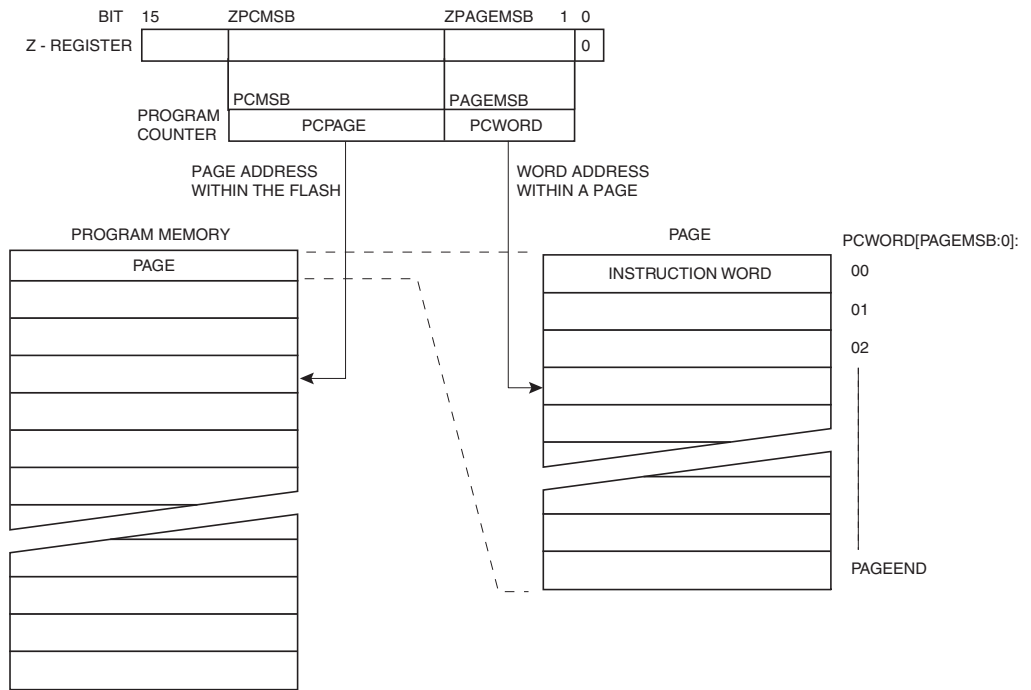 BIT 15 ZPCMSB ZPAGEMSB 1 0
Z - REGISTER 0
PCMSB PAGEMSB
PROGRAM
COUNTER
PCPAGE PCWORD
PAGE ADDRESS
WITHIN THE FLASH
WORD ADDRESS
WITHIN A PAGE
PROGRAM MEMORY
PAGE
PAGE
INSTRUCTION WORD
PCWORD[PAGEMSB:0]:
00
01
02
PAGEEND